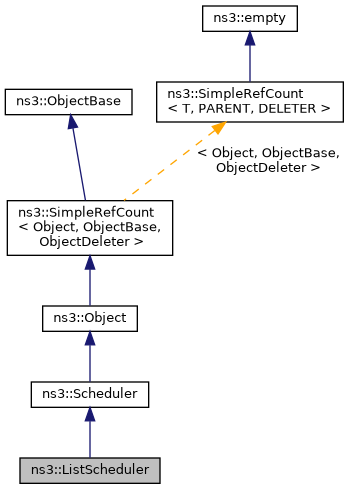 ns3::empty
ns3::ObjectBase
ns3::SimpleRefCount
< T, PARENT, DELETER >
< Object, ObjectBase,
ObjectDeleter >
ns3::SimpleRefCount
< Object, ObjectBase,
ObjectDeleter >
ns3::Object
ns3::Scheduler
ns3::ListScheduler